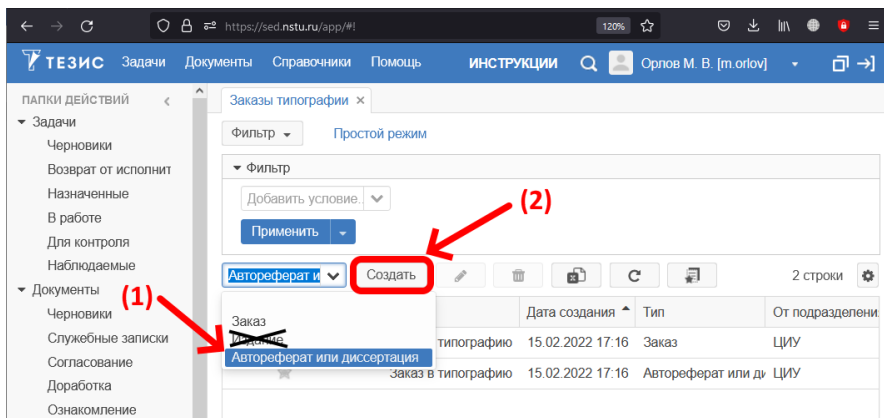 https://sed.nstu.ru/app/#! 120%
ТЕЗИС Задачи Документы Справочники Помощь ИНСТРУКЦИИ Орлов М. В. [m.orlov]
ПАПКИ ДЕЙСТВИЙ
Задачи
Черновики
Возврат от исполнит
Назначенные
В работе
Для контроля
Наблюдаемые
Документы
Черновики
Служебные записки
Согласование
Доработка
Ознакомление
Заказы типографии ×
Фильтр Простой режим
Фильтр
Добавить условие.
Применить
(2)
Автореферат и Создать 2 строки
(1)
Заказ
Издание
Автореферат или диссертация
Дата создания Тип От подразделени
типографию 15.02.2022 17:16 Заказ ЦИУ
Заказ в типографию 15.02.2022 17:16 Автореферат или ди ЦИУ